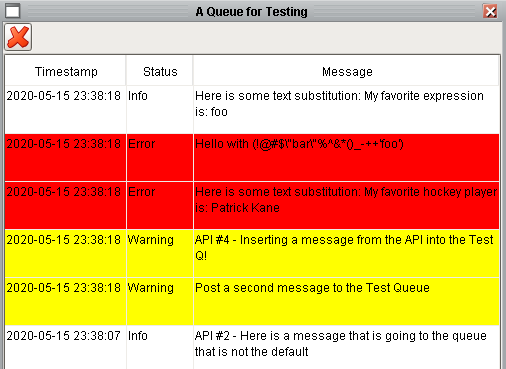 A Queue for Testing
Timestamp Status Message
2020-05-15 23:38:18 Info Here is some text substitution: My favorite expression
is: foo
2020-05-15 23:38:18 Error Hello with (!@#$\"bar\"%^&*()_-++'foo')
2020-05-15 23:38:18 Error Here is some text substitution: My favorite hockey player
is: Patrick Kane
2020-05-15 23:38:18 Warning API #4 - Inserting a message from the API into the Test
Q!
2020-05-15 23:38:18 Warning Post a second message to the Test Queue
2020-05-15 23:38:07 Info API #2 - Here is a message that is going to the queue
that is not the default